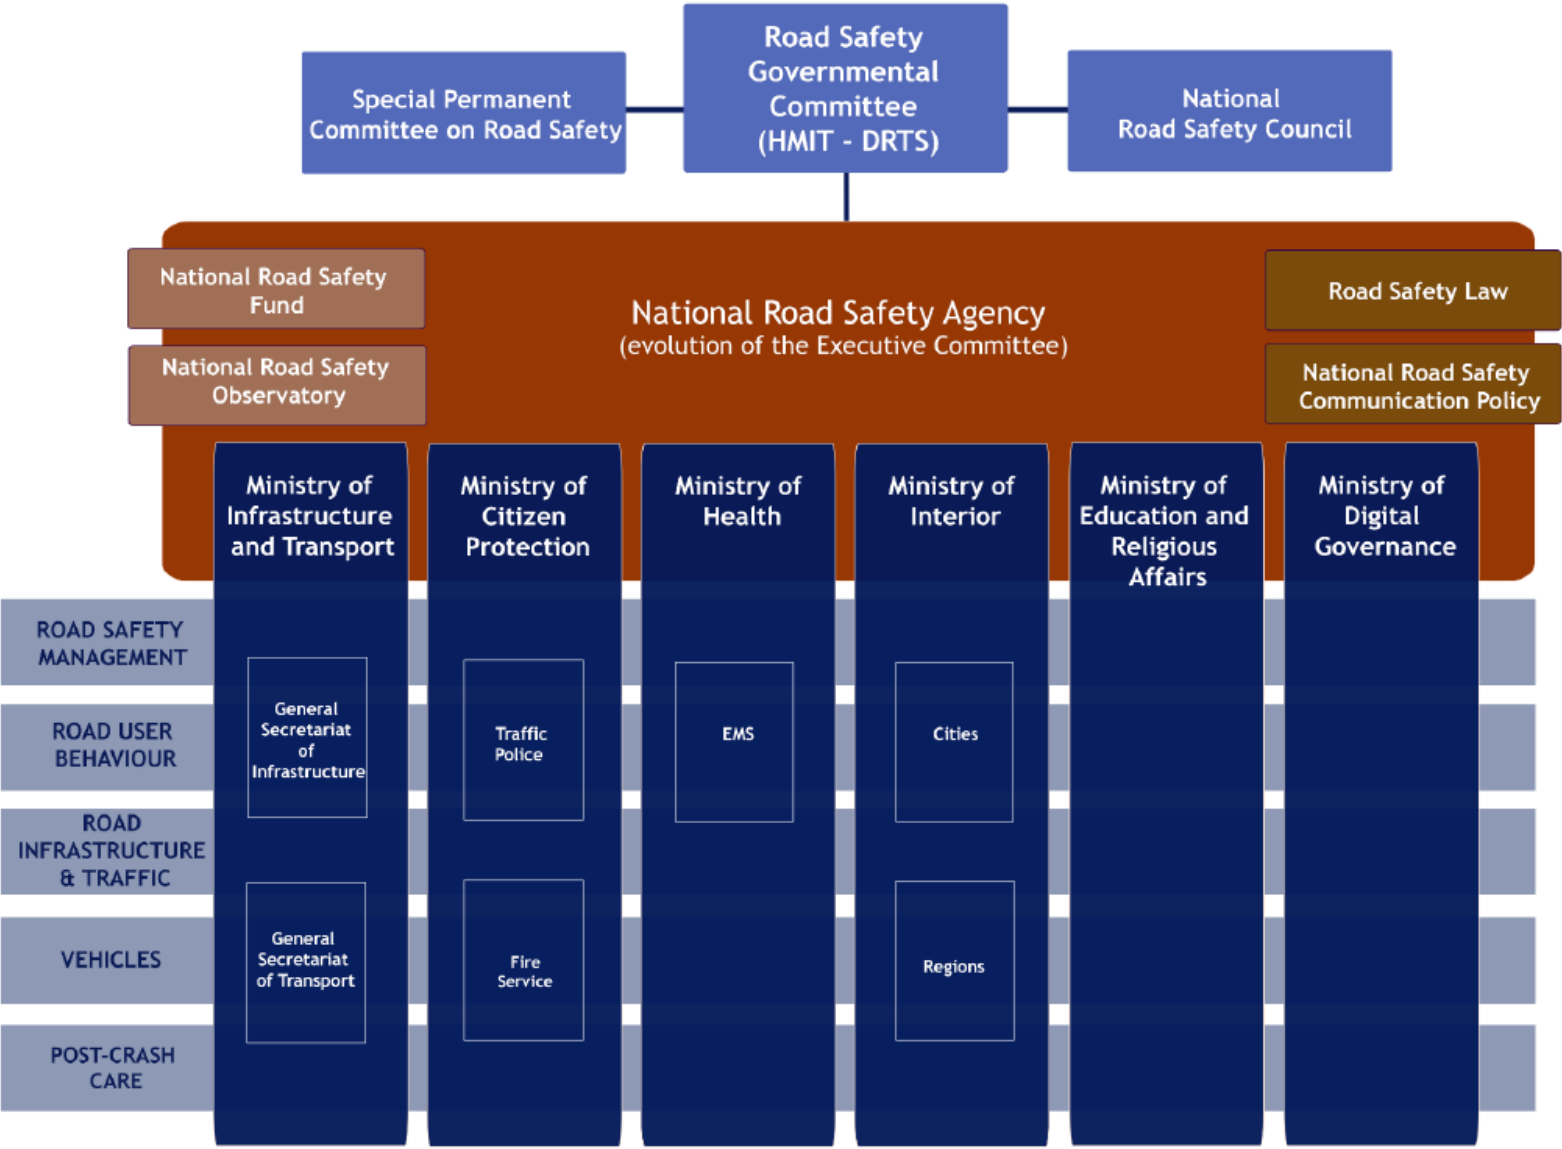 Special Permanent
Committee on Road Safety
Road Safety
Governmental
Committee
(HMIT - DRTS)
National
Road Safety Council
National Road Safety
Fund
National Road Safety
Observatory
National Road Safety Agency
(evolution of the Executive Committee)
Road Safety Law
National Road Safety
Communication Policy
Ministry of
Infrastructure
and Transport
Ministry of
Citizen
Protection
Ministry of
Health
Ministry of
Interior
Ministry of
Education and
Religious
Affairs
Ministry of
Digital
Governance
ROAD SAFETY
MANAGEMENT
ROAD USER
BEHAVIOUR
ROAD
INFRASTRUCTURE
& TRAFFIC
VEHICLES
POST-CRASH
CARE
General
Secretariat
of
Infrastructure
Traffic
Police
EMS
Cities
General
Secretariat
of Transport
Fire
Service
Regions